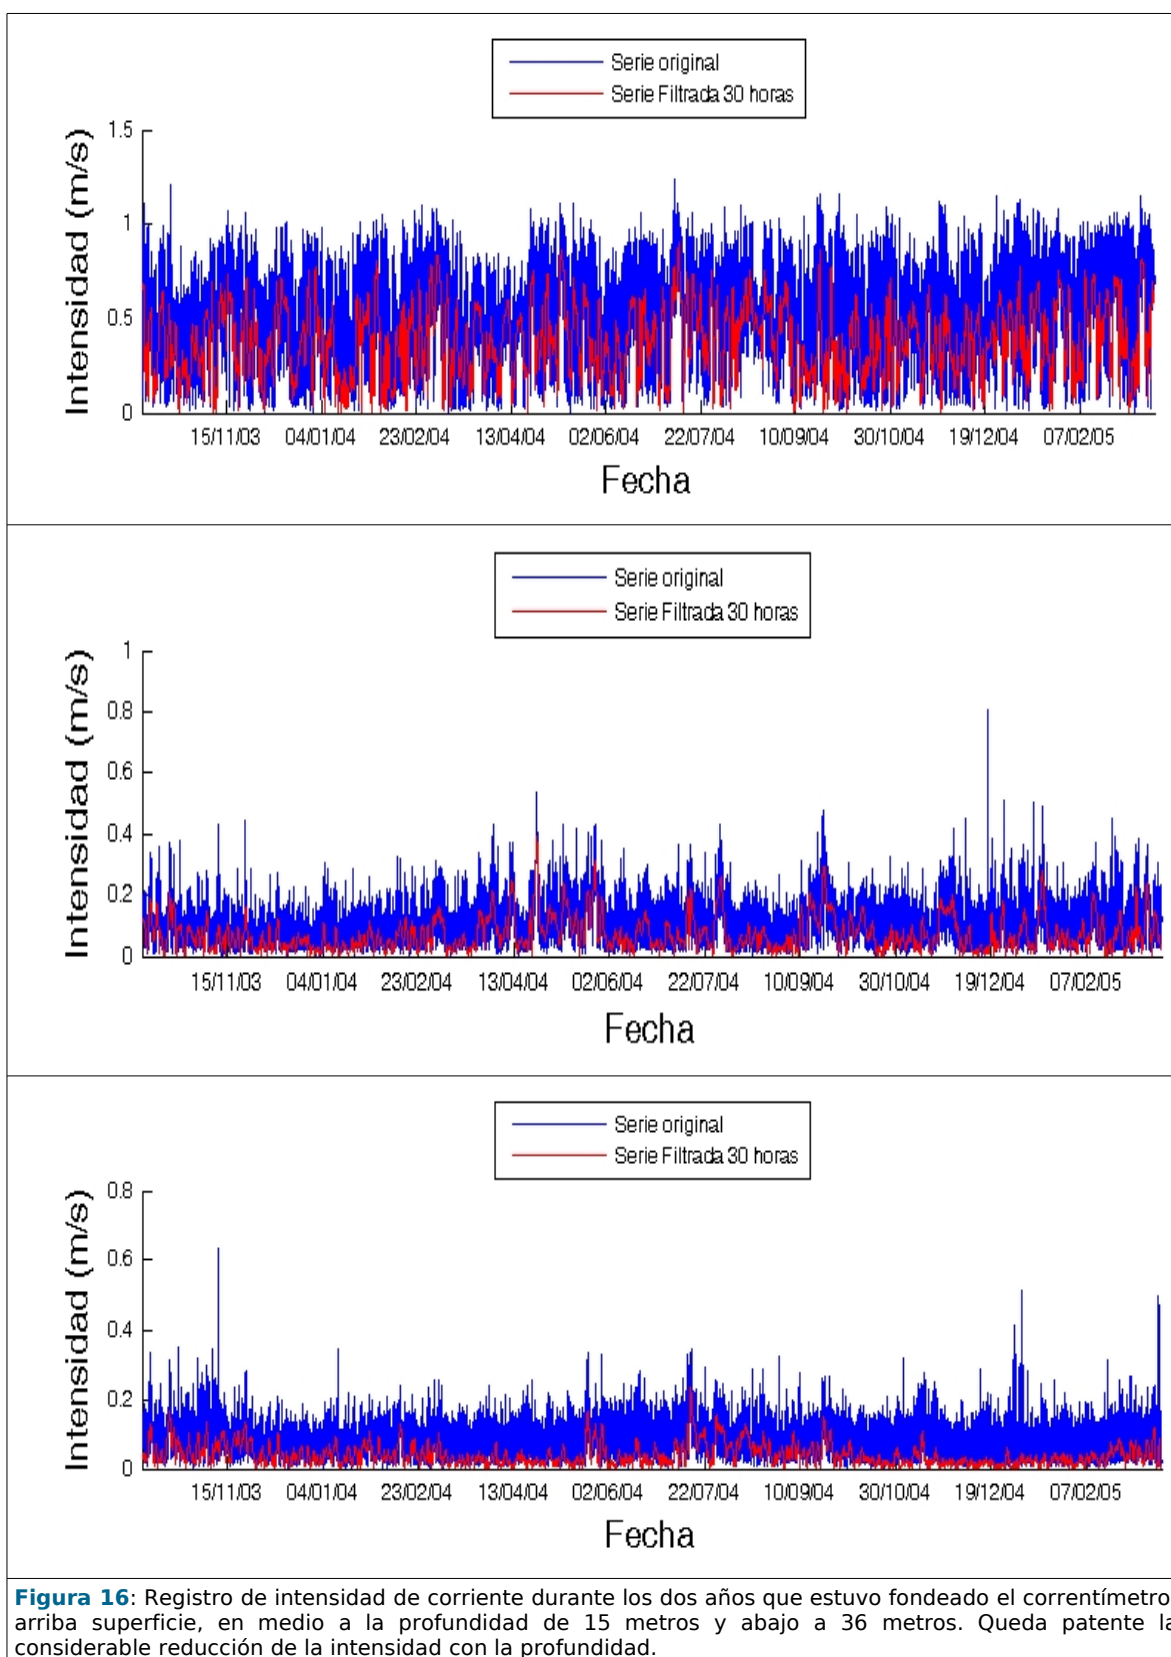 Serie original
Serie Filtrada 30 horas
Intensidad (m/s)
1.5
1
0.5
0
15/11/03 04/01/04 23/02/04 13/04/04 02/06/04 22/07/04 10/09/04 30/10/04 19/12/04 07/02/05
Fecha
Serie original
Serie Filtrada 30 horas
Intensidad (m/s)
1
0.8
0.6
0.4
0.2
0
15/11/03 04/01/04 23/02/04 13/04/04 02/06/04 22/07/04 10/09/04 30/10/04 19/12/04 07/02/05
Fecha
Serie original
Serie Filtrada 30 horas
Intensidad (m/s)
0.8
0.6
0.4
0.2
0
15/11/03 04/01/04 23/02/04 13/04/04 02/06/04 22/07/04 10/09/04 30/10/04 19/12/04 07/02/05
Fecha
Figura 16: Registro de intensidad de corriente durante los dos años que estuvo fondeado el correntímetro
arriba superficie, en medio a la profundidad de 15 metros y abajo a 36 metros. Queda patente la
considerable reducción de la intensidad con la profundidad.